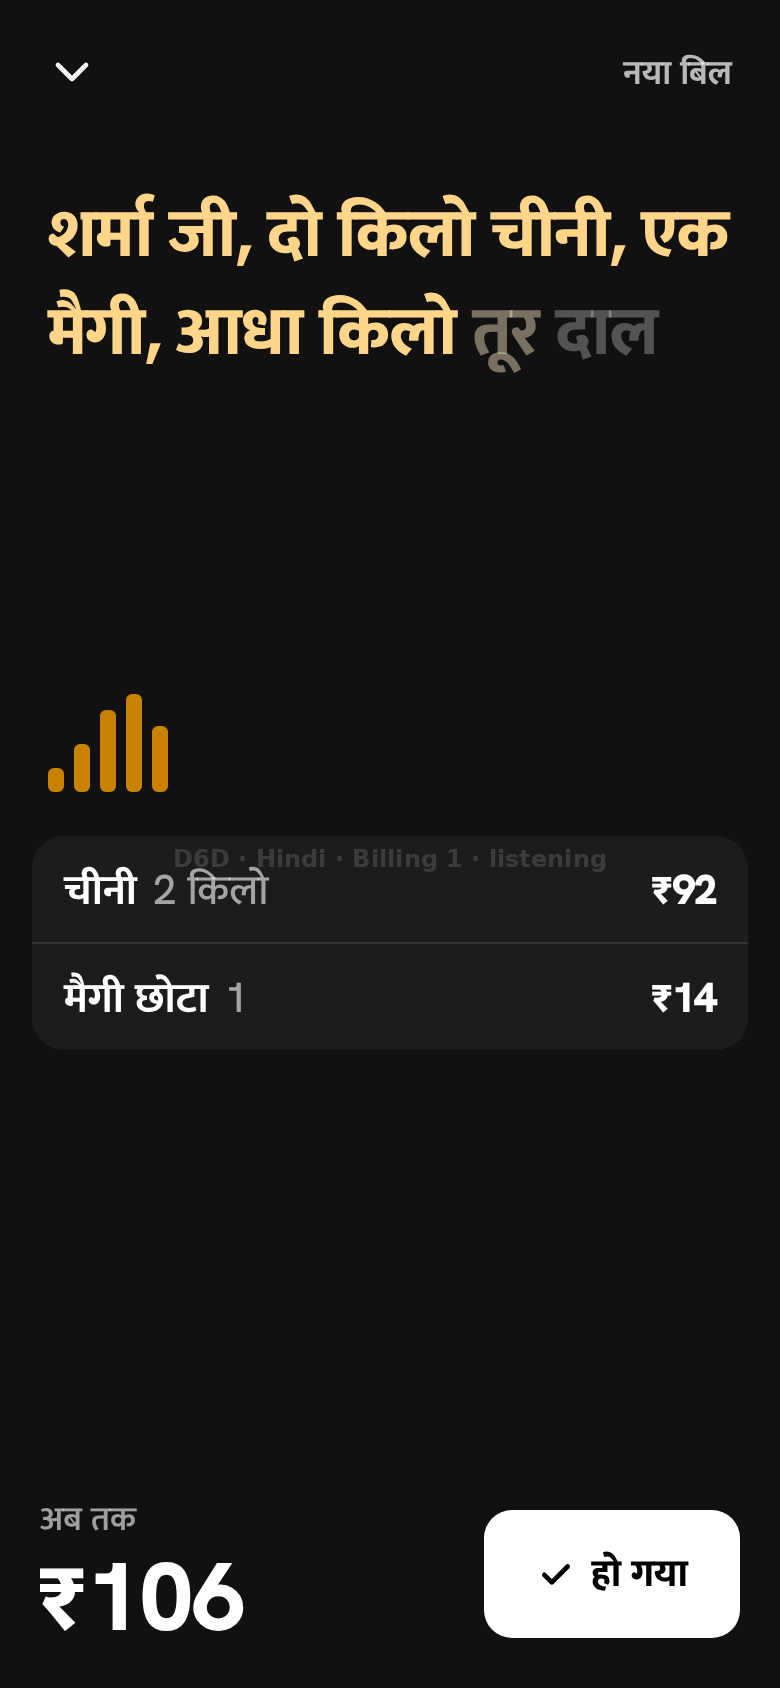 नया बिल
शर्मा जी, दो किलो चीनी, एक
मैगी, आधा किलो तूर दाल
D6D · Hindi · Billing 1 · listening
चीनी 2 किलो ₹92
मैगी छोटा 1 ₹14
अब तक
₹106
हो गया